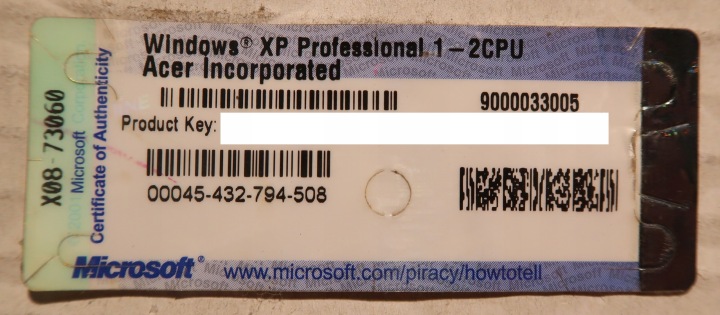 Windows® XP Professional 1-2CPU
Acer Incorporated
9000033005
Product Key:
00045-432-794-508
Microsoft® www.microsoft.com/piracy/howtotell
X08-73060
Microsoft Corporation
Certificate of Authenticity